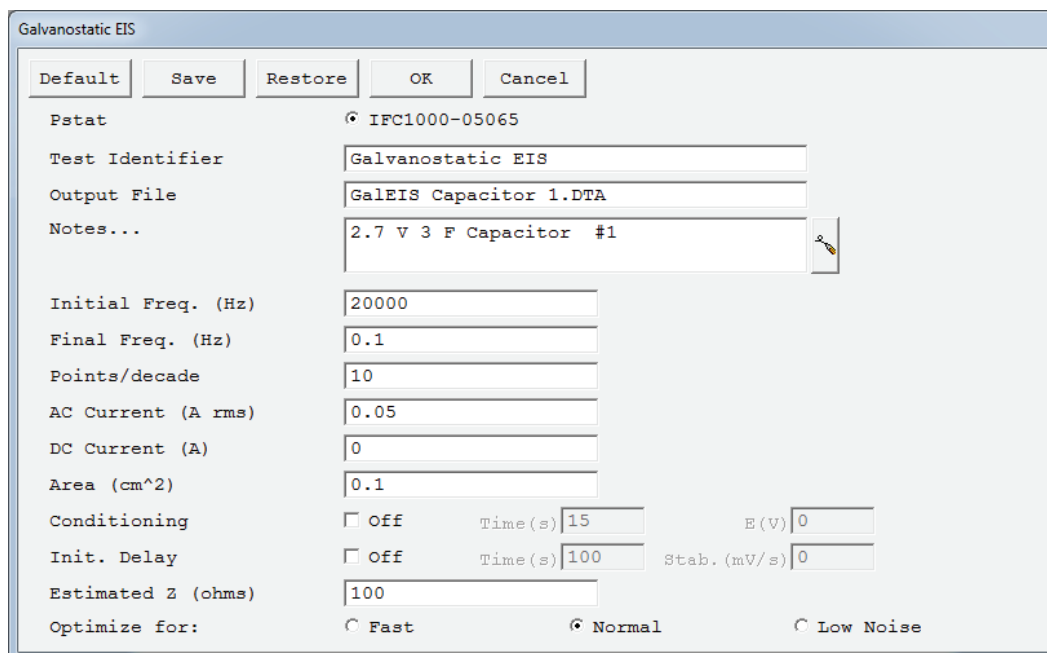 Galvanostatic EIS
Default Save Restore OK Cancel
Pstat IFC1000-05065
Test Identifier Galvanostatic EIS
Output File GalEIS Capacitor 1.DTA
Notes... 2.7 V 3 F Capacitor  #1
Initial Freq. (Hz) 20000
Final Freq. (Hz) 0.1
Points/decade 10
AC Current (A rms) 0.05
DC Current (A) 0
Area (cm^2) 0.1
Conditioning Off Time(s) 15 E(V) 0
Init. Delay Off Time(s) 100 Stab.(mV/s) 0
Estimated Z (ohms) 100
Optimize for: Fast Normal Low Noise